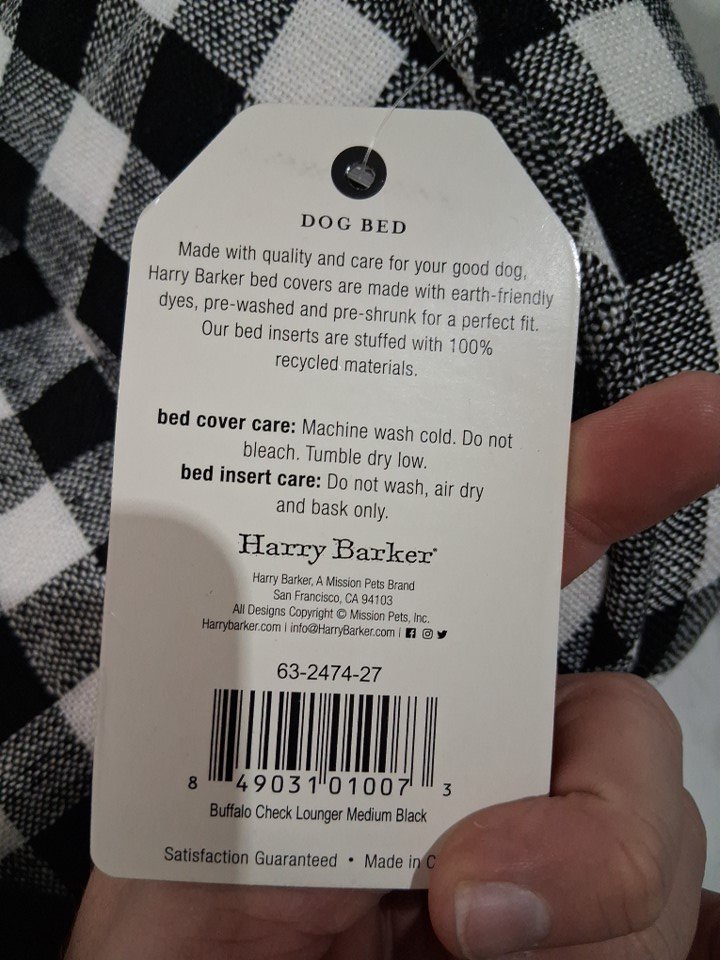 DOG BED
Made with quality and care for your good dog,
Harry Barker bed covers are made with earth-friendly
dyes, pre-washed and pre-shrunk for a perfect fit.
Our bed inserts are stuffed with 100%
recycled materials.
bed cover care: Machine wash cold. Do not
bleach. Tumble dry low.
bed insert care: Do not wash, air dry
and bask only.
Harry Barker®
Harry Barker, A Mission Pets Brand
San Francisco, CA 94103
All Designs Copyright © Mission Pets, Inc.
Harrybarker.com | info@HarryBarker.com |
63-2474-27
8 49031 01007 3
Buffalo Check Lounger Medium Black
Satisfaction Guaranteed • Made in C